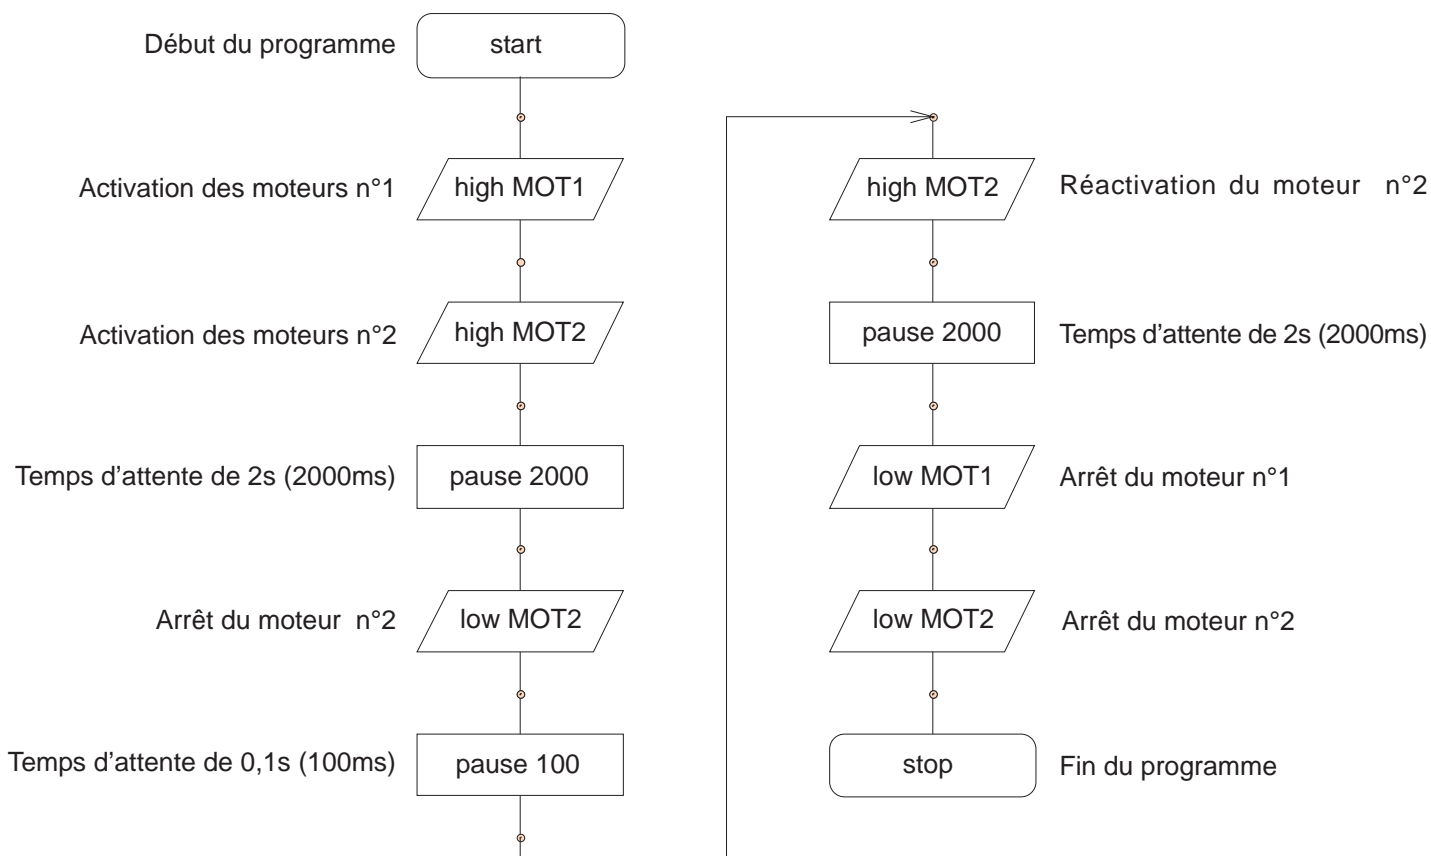 Début du programme
start
Activation des moteurs n°1
high MOT1
Activation des moteurs n°2
high MOT2
Temps d'attente de 2s (2000ms)
pause 2000
Arrêt du moteur n°2
low MOT2
Temps d'attente de 0,1s (100ms)
pause 100
high MOT2
Réactivation du moteur n°2
pause 2000
Temps d'attente de 2s (2000ms)
low MOT1
Arrêt du moteur n°1
low MOT2
Arrêt du moteur n°2
stop
Fin du programme